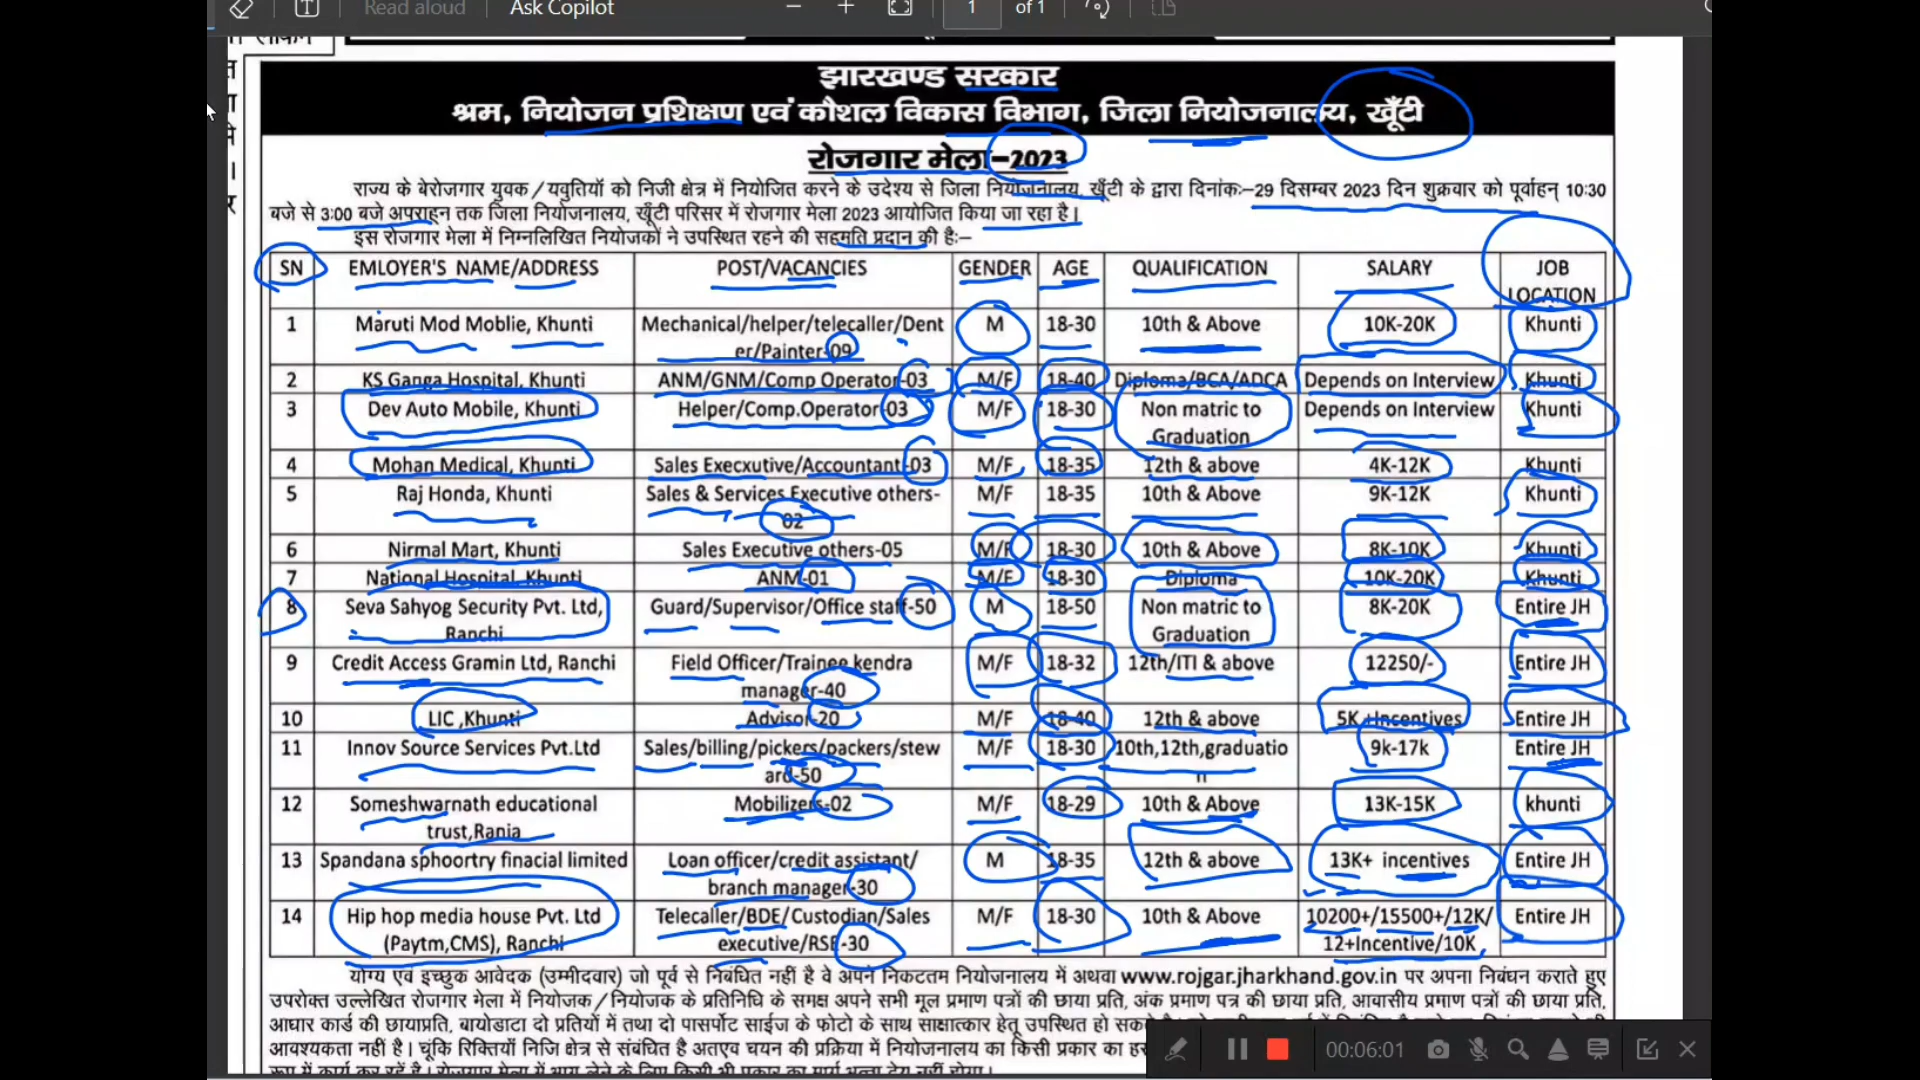 Read aloud
Ask Copilot
1 of 1
झारखण्ड सरकार
श्रम, नियोजन प्रशिक्षण एवं कौशल विकास विभाग, जिला नियोजनालय, खूँटी
रोजगार मेला–2023
राज्य के बेरोजगार युवक/यवुतियों को निजी क्षेत्र में नियोजित करने के उदेश्य से जिला नियोजनालय, खूँटी के द्वारा दिनांकः–29 दिसम्बर 2023 दिन शुक्रवार को पूर्वाहन् 10:30
बजे से 3:00 बजे अपराहन् तक जिला नियोजनालय, खूँटी परिसर में रोजगार मेला 2023 आयोजित किया जा रहा है।
इस रोजगार मेला में निम्नलिखित नियोजकों ने उपस्थित रहने की सहमति प्रदान की हैः–
SN EMLOYER'S NAME/ADDRESS POST/VACANCIES GENDER AGE QUALIFICATION SALARY JOB
LOCATION
1 Maruti Mod Moblie, Khunti Mechanical/helper/telecaller/Dent M 18-30 10th & Above 10K-20K Khunti
er/Painter-09
2 KS Ganga Hospital, Khunti ANM/GNM/Comp Operator-03 M/F 18-40 Diploma/BCA/ADCA Depends on Interview Khunti
3 Dev Auto Mobile, Khunti Helper/Comp.Operator-03 M/F 18-30 Non matric to Depends on Interview Khunti
Graduation
4 Mohan Medical, Khunti Sales Execxutive/Accountant-03 M/F 18-35 12th & above 4K-12K Khunti
5 Raj Honda, Khunti Sales & Services Executive others- M/F 18-35 10th & Above 9K-12K Khunti
02
6 Nirmal Mart, Khunti Sales Executive others-05 M/F 18-30 10th & Above 8K-10K Khunti
7 National Hospital, Khunti ANM-01 M/F 18-30 Diploma 10K-20K Khunti
8 Seva Sahyog Security Pvt. Ltd, Guard/Supervisor/Office staff-50 M 18-50 Non matric to 8K-20K Entire JH
Ranchi Graduation
9 Credit Access Gramin Ltd, Ranchi Field Officer/Trainee kendra M/F 18-32 12th/ITI & above 12250/- Entire JH
manager-40
10 LIC ,Khunti Advisor-20 M/F 18-40 12th & above 5K +Incentives Entire JH
11 Innov Source Services Pvt.Ltd Sales/billing/pickers/packers/stew M/F 18-30 10th,12th,graduatio 9k-17k Entire JH
ard-50 n
12 Someshwarnath educational Mobilizers-02 M/F 18-29 10th & Above 13K-15K khunti
trust,Rania
13 Spandana sphoortry finacial limited Loan officer/credit assistant/ M 18-35 12th & above 13K+ incentives Entire JH
branch manager-30
14 Hip hop media house Pvt. Ltd Telecaller/BDE/Custodian/Sales M/F 18-30 10th & Above 10200+/15500+/12K/ Entire JH
(Paytm,CMS), Ranchi executive/RSE-30 12+Incentive/10K
योग्य एवं इच्छुक आवेदक (उम्मीदवार) जो पूर्व से निबंधित नहीं है वे अपने निकटतम नियोजनालय में अथवा www.rojgar.jharkhand.gov.in पर अपना निबंधन कराते हुए
उपरोक्त उल्लेखित रोजगार मेला में नियोजक/नियोजक के प्रतिनिधि के समक्ष अपने सभी मूल प्रमाण पत्रों की छाया प्रति, अंक प्रमाण पत्र की छाया प्रति, आवासीय प्रमाण पत्रों की छाया प्रति,
आधार कार्ड की छायाप्रति, बायोडाटा दो प्रतियों में तथा दो पासर्पोट साईज के फोटो के साथ साक्षात्कार हेतू उपस्थित हो सकते
आवश्यकता नहीं है। चूंकि रिक्तियाँ निजि क्षेत्र से संबंधित है अतएव चयन की प्रक्रिया में नियोजनालय का किसी प्रकार का
00:06:01